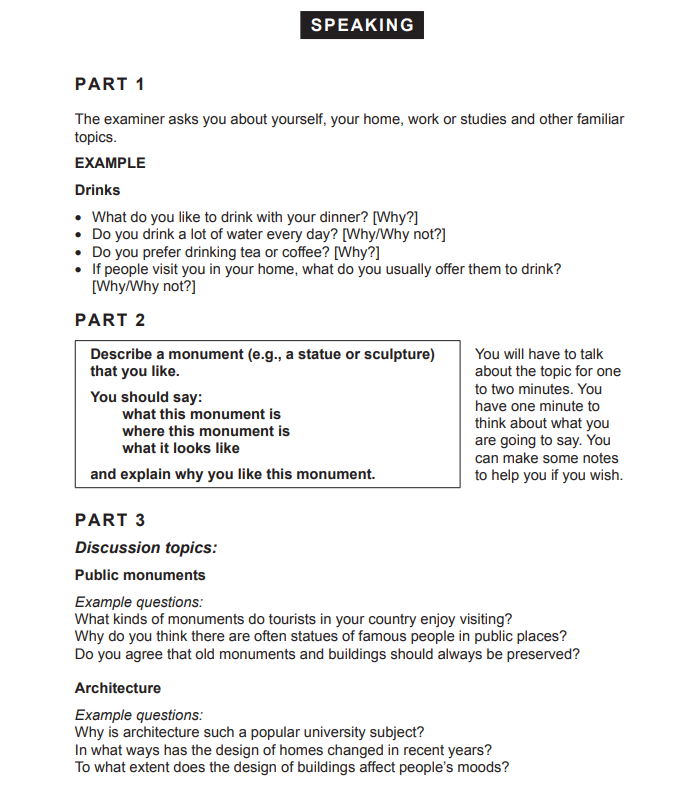 SPEAKING
PART 1
The examiner asks you about yourself, your home, work or studies and other familiar
topics.
EXAMPLE
Drinks
• What do you like to drink with your dinner? [Why?]
• Do you drink a lot of water every day? [Why/Why not?]
• Do you prefer drinking tea or coffee? [Why?]
• If people visit you in your home, what do you usually offer them to drink?
[Why/Why not?]
PART 2
Describe a monument (e.g., a statue or sculpture)
that you like.
You should say:
what this monument is
where this monument is
what it looks like
and explain why you like this monument.
You will have to talk
about the topic for one
to two minutes. You
have one minute to
think about what you
are going to say. You
can make some notes
to help you if you wish.
PART 3
Discussion topics:
Public monuments
Example questions:
What kinds of monuments do tourists in your country enjoy visiting?
Why do you think there are often statues of famous people in public places?
Do you agree that old monuments and buildings should always be preserved?
Architecture
Example questions:
Why is architecture such a popular university subject?
In what ways has the design of homes changed in recent years?
To what extent does the design of buildings affect people's moods?